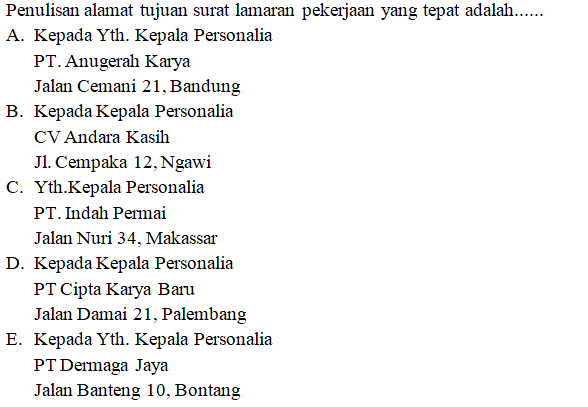 Penulisan alamat tujuan surat lamaran pekerjaan yang tepat adalah......
A. Kepada Yth. Kepala Personalia
PT. Anugerah Karya
Jalan Cemani 21, Bandung
B. Kepada Kepala Personalia
CV Andara Kasih
Jl. Cempaka 12, Ngawi
C. Yth.Kepala Personalia
PT. Indah Permai
Jalan Nuri 34, Makassar
D. Kepada Kepala Personalia
PT Cipta Karya Baru
Jalan Damai 21, Palembang
E. Kepada Yth. Kepala Personalia
PT Dermaga Jaya
Jalan Banteng 10, Bontang